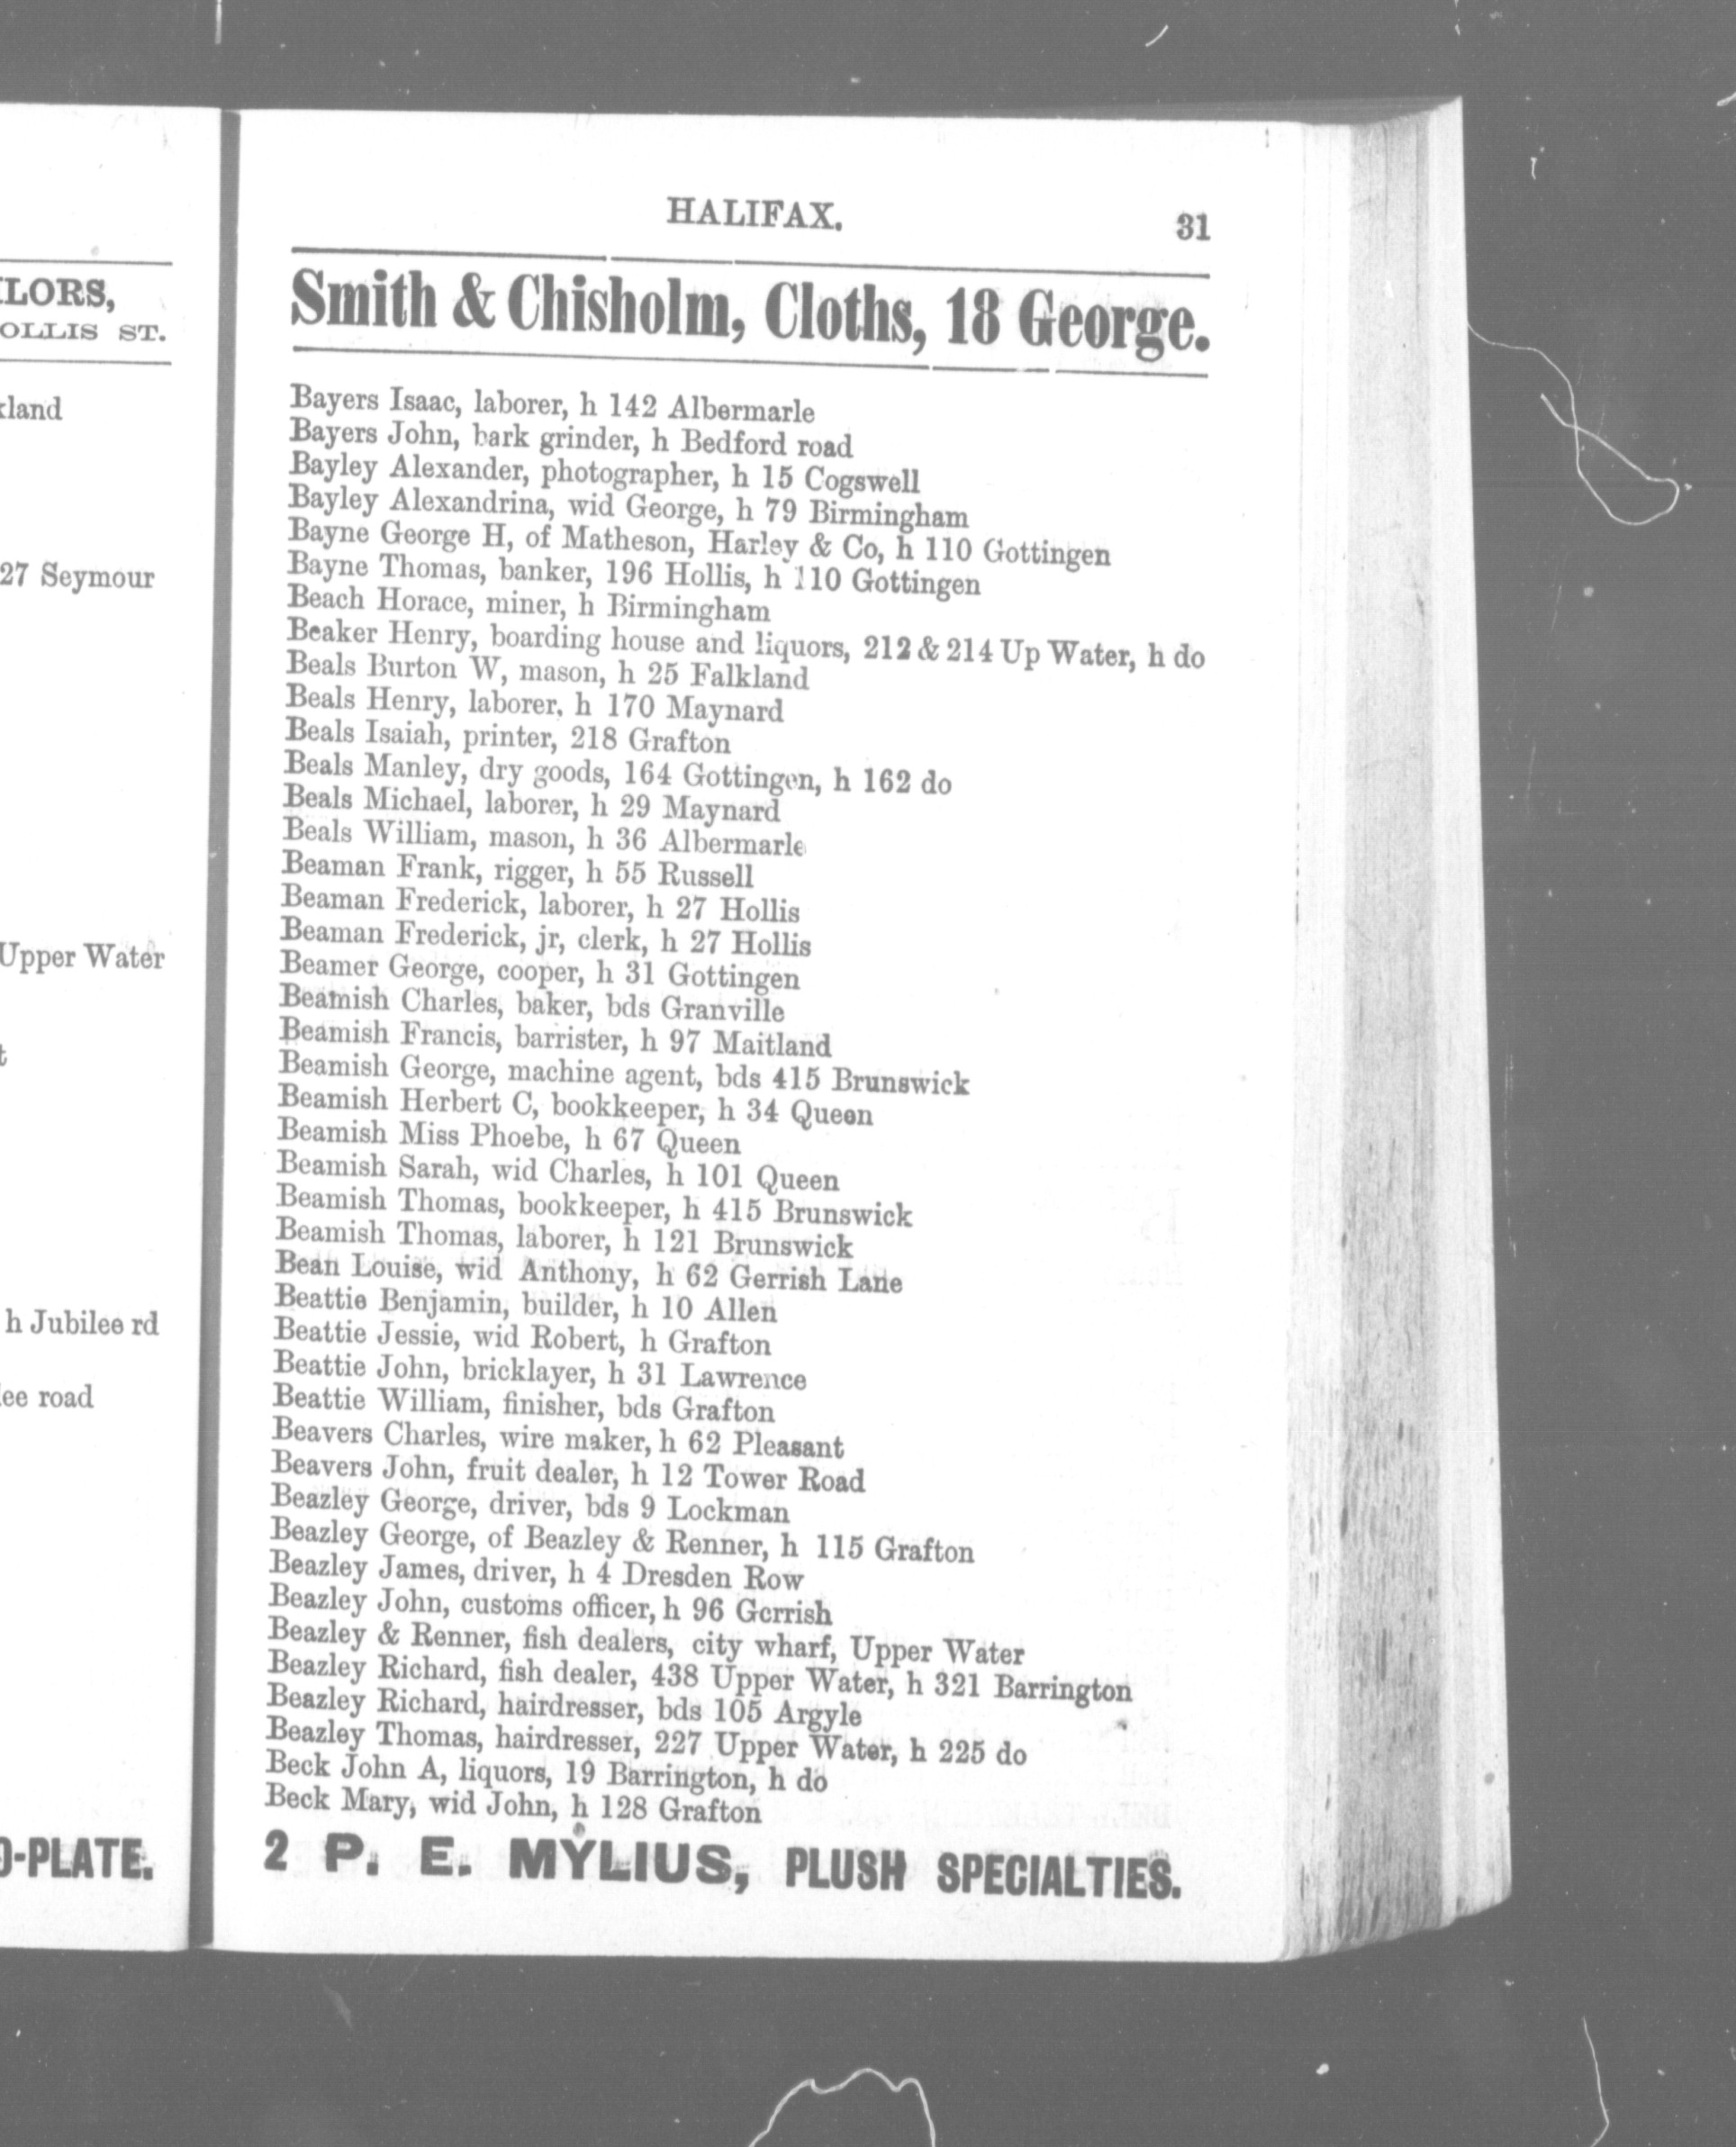 LORS,
OLLIS ST.
land
27 Seymour
Upper Water
h Jubilee rd
ee road
-PLATE.
HALIFAX. 31
Smith & Chisholm, Cloths, 18 George.
Bayers Isaac, laborer, h 142 Albermarle
Bayers John, bark grinder, h Bedford road
Bayley Alexander, photographer, h 15 Cogswell
Bayley Alexandrina, wid George, h 79 Birmingham
Bayne George H, of Matheson, Harley & Co, h 110 Gottingen
Bayne Thomas, banker, 196 Hollis, h 110 Gottingen
Beach Horace, miner, h Birmingham
Beaker Henry, boarding house and liquors, 212 & 214 Up Water, h do
Beals Burton W, mason, h 25 Falkland
Beals Henry, laborer, h 170 Maynard
Beals Isaiah, printer, 218 Grafton
Beals Manley, dry goods, 164 Gottingen, h 162 do
Beals Michael, laborer, h 29 Maynard
Beals William, mason, h 36 Albermarle
Beaman Frank, rigger, h 55 Russell
Beaman Frederick, laborer, h 27 Hollis
Beaman Frederick, jr, clerk, h 27 Hollis
Beamer George, cooper, h 31 Gottingen
Beamish Charles, baker, bds Granville
Beamish Francis, barrister, h 97 Maitland
Beamish George, machine agent, bds 415 Brunswick
Beamish Herbert C, bookkeeper, h 34 Queen
Beamish Miss Phoebe, h 67 Queen
Beamish Sarah, wid Charles, h 101 Queen
Beamish Thomas, bookkeeper, h 415 Brunswick
Beamish Thomas, laborer, h 121 Brunswick
Bean Louise, wid Anthony, h 62 Gerrish Lane
Beattie Benjamin, builder, h 10 Allen
Beattie Jessie, wid Robert, h Grafton
Beattie John, bricklayer, h 31 Lawrence
Beattie William, finisher, bds Grafton
Beavers Charles, wire maker, h 62 Pleasant
Beavers John, fruit dealer, h 12 Tower Road
Beazley George, driver, bds 9 Lockman
Beazley George, of Beazley & Renner, h 115 Grafton
Beazley James, driver, h 4 Dresden Row
Beazley John, customs officer, h 96 Gerrish
Beazley & Renner, fish dealers, city wharf, Upper Water
Beazley Richard, fish dealer, 438 Upper Water, h 321 Barrington
Beazley Richard, hairdresser, bds 105 Argyle
Beazley Thomas, hairdresser, 227 Upper Water, h 225 do
Beck John A, liquors, 19 Barrington, h do
Beck Mary, wid John, h 128 Grafton
2 P. E. MYLIUS, PLUSH SPECIALTIES.